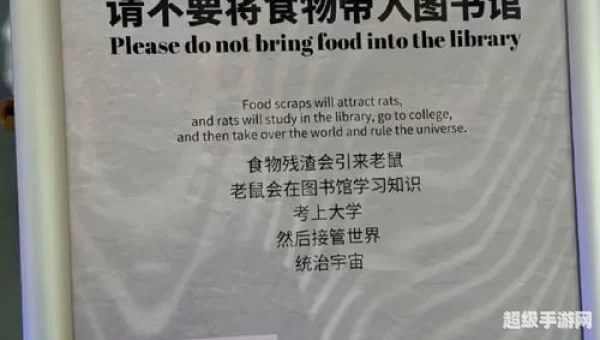 请不要将食物带入图书馆
Please do not bring food into the library
Food scraps will attract rats,
and rats will study in the library, go to college,
and then take over the world and rule the universe.
食物残渣会引来老鼠
老鼠会在图书馆学习知识
考上大学
然后接管世界
统治宇宙
超级手游网